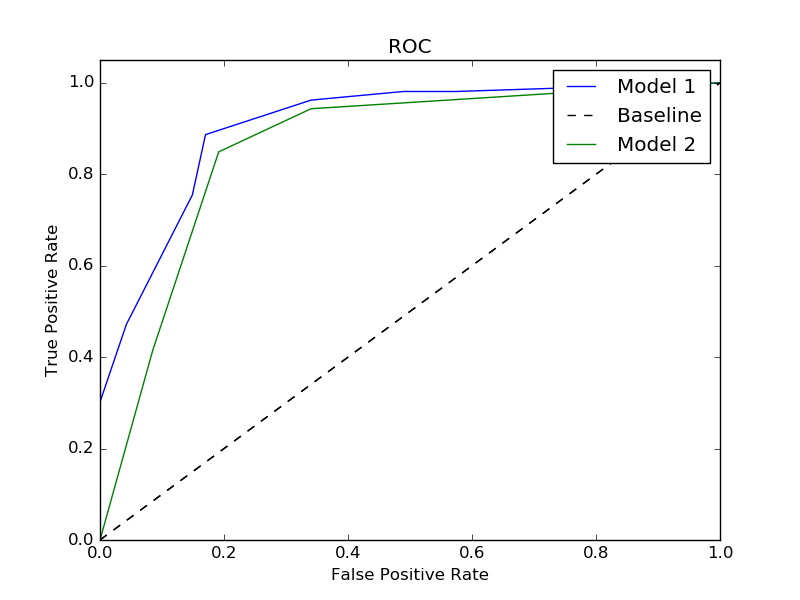 ROC
1.0
0.8
0.6
0.4
0.2
0.0
True Positive Rate
Model 1
Baseline
Model 2
0.0 0.2 0.4 0.6 0.8 1.0
False Positive Rate